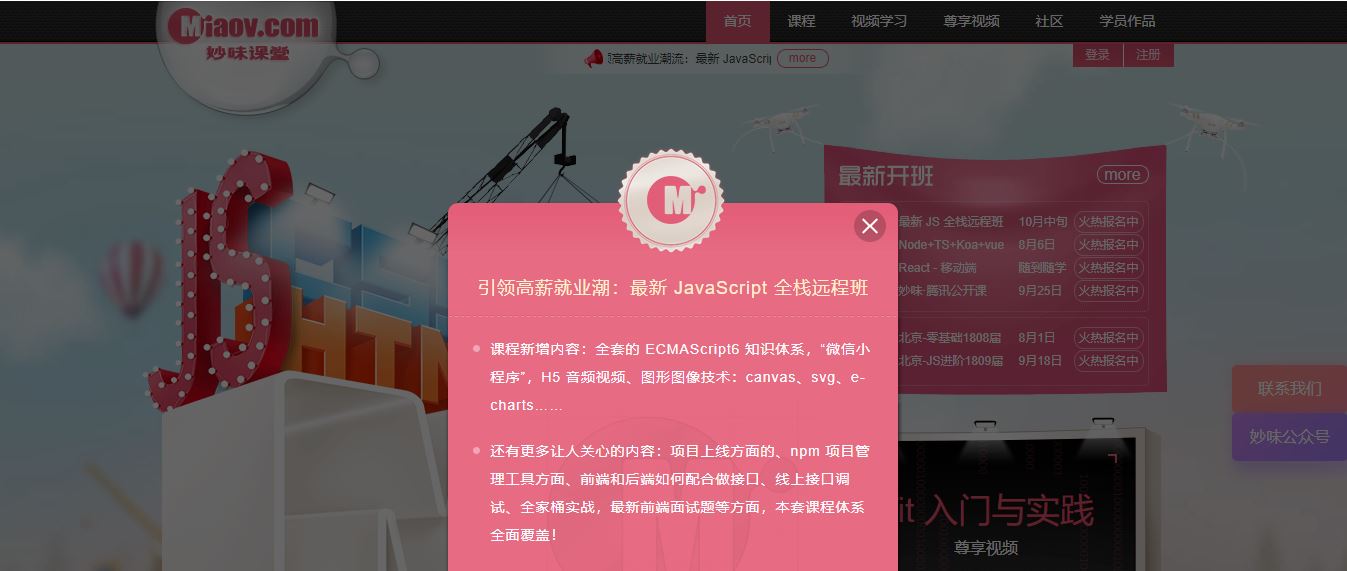 Miaov.com
妙味课堂
首页 课程 视频学习 尊享视频 社区 学员作品
高薪就业潮流：最新 JavaScrip more
登录 注册
JS
最新开班 more
最新 JS 全栈远程班 10月中旬 火热报名中
Node+TS+Koa+vue 8月6日 火热报名中
React - 移动端 随到随学 火热报名中
妙味·腾讯公开课 9月25日 火热报名中
北京-零基础1808届 8月1日 火热报名中
北京-JS进阶1809届 9月18日 火热报名中
M
引领高薪就业潮：最新 JavaScript 全栈远程班
课程新增内容：全套的 ECMAScript6 知识体系，“微信小
程序”，H5 音频视频、图形图像技术：canvas、svg、e-
charts……
还有更多让人关心的内容：项目上线方面的、npm 项目管
理工具方面、前端和后端如何配合做接口、线上接口调
试、全家桶实战，最新前端面试题等方面，本套课程体系
全面覆盖！
联系我们
妙味公众号
it 入门与实践
尊享视频